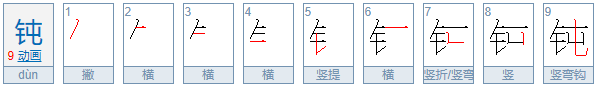 钝 1 2 3 4 5 6 7 8 9
9 动画
dùn 撇 横 横 横 竖提 横 竖折/竖弯 竖 竖弯钩